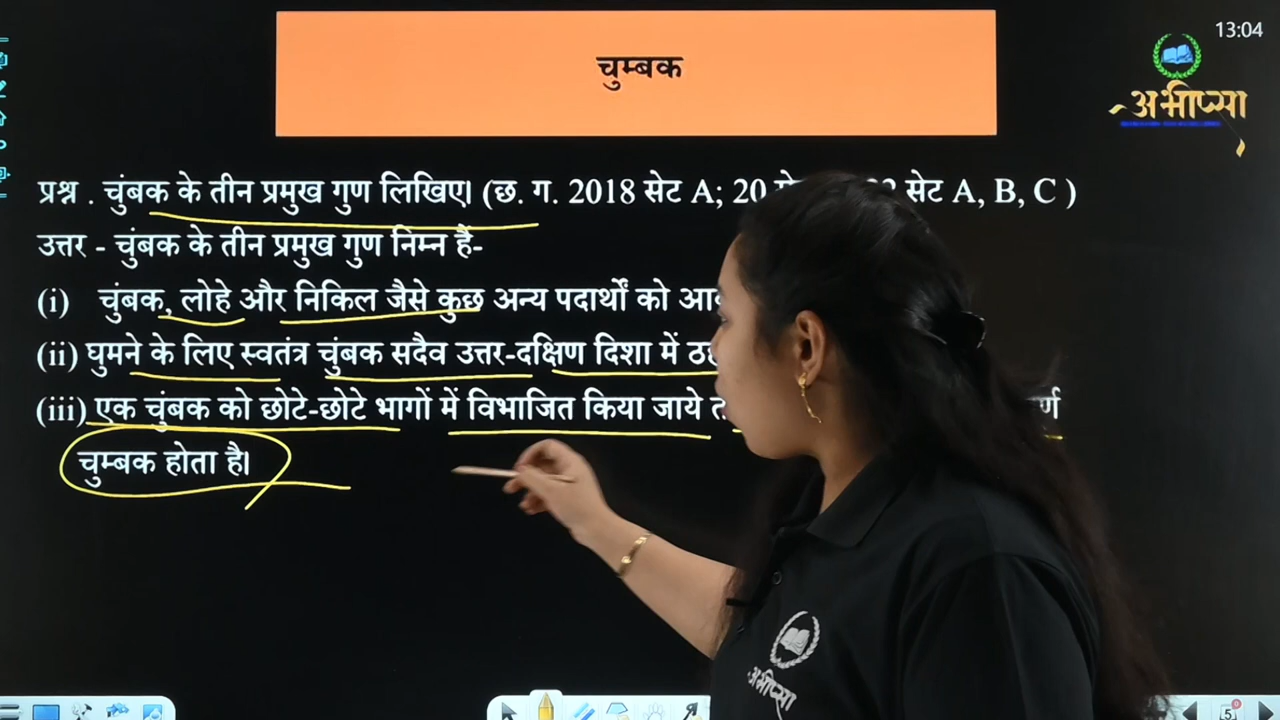 13:04
चुम्बक
अभीप्सा
प्रश्न . चुंबक के तीन प्रमुख गुण लिखिए। (छ. ग. 2018 सेट A; 20 सेट A, B, C )
उत्तर - चुंबक के तीन प्रमुख गुण निम्न हैं-
(i) चुंबक, लोहे और निकिल जैसे कुछ अन्य पदार्थों को
(ii) घुमने के लिए स्वतंत्र चुंबक सदैव उत्तर-दक्षिण दिशा में
(iii) एक चुंबक को छोटे-छोटे भागों में विभाजित किया जाये
चुम्बक होता है।
अभीप्सा
5